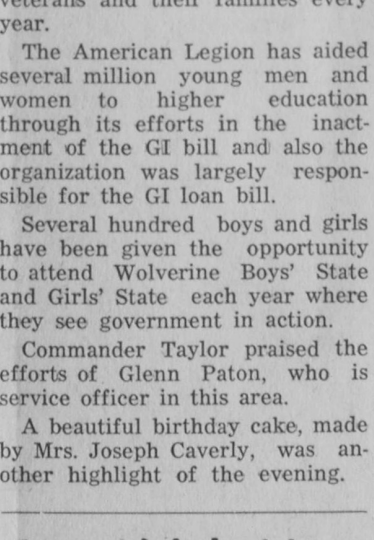 veterans and their families every
year.
The American Legion has aided
several million young men and
women to higher education
through its efforts in the inact-
ment of the GI bill and also the
organization was largely respon-
sible for the GI loan bill.
Several hundred boys and girls
have been given the opportunity
to attend Wolverine Boys' State
and Girls' State each year where
they see government in action.
Commander Taylor praised the
efforts of Glenn Paton, who is
service officer in this area.
A beautiful birthday cake, made
by Mrs. Joseph Caverly, was an-
other highlight of the evening.